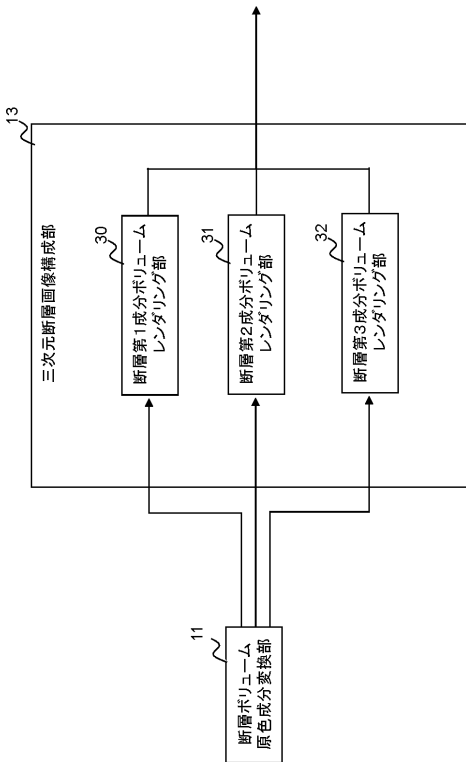 13
三次元断層画像構成部
30
断層第1成分ボリューム
レンダリング部
31
断層第2成分ボリューム
レンダリング部
32
断層第3成分ボリューム
レンダリング部
11
断層ボリューム
原色成分変換部